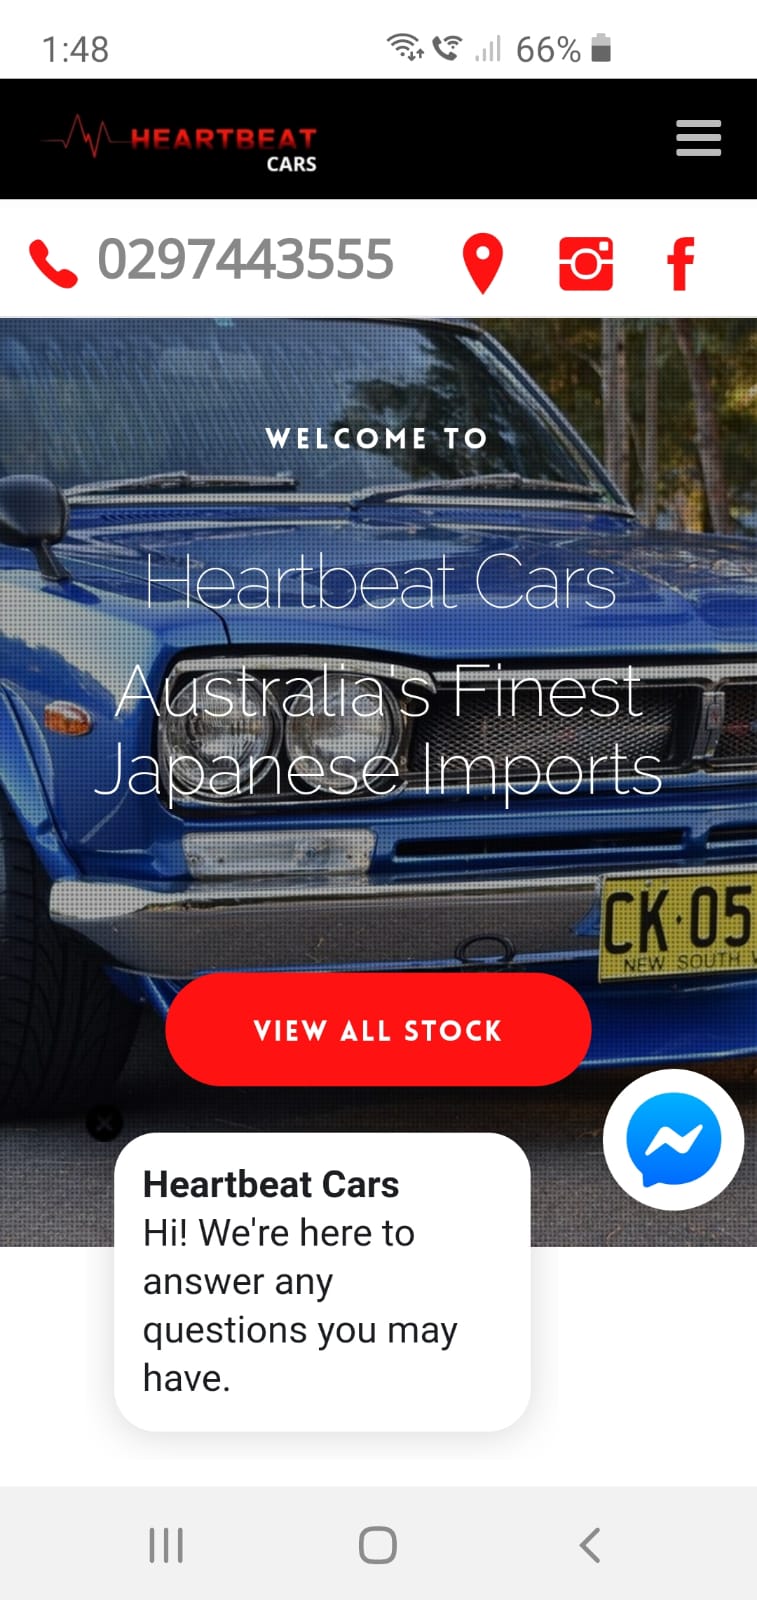 1:48
66%
HEARTBEAT
CARS
0297443555
WELCOME TO
Heartbeat Cars
Australia's Finest
Japanese Imports
CK·05
NEW SOUTH
VIEW ALL STOCK
Heartbeat Cars
Hi! We're here to
answer any
questions you may
have.